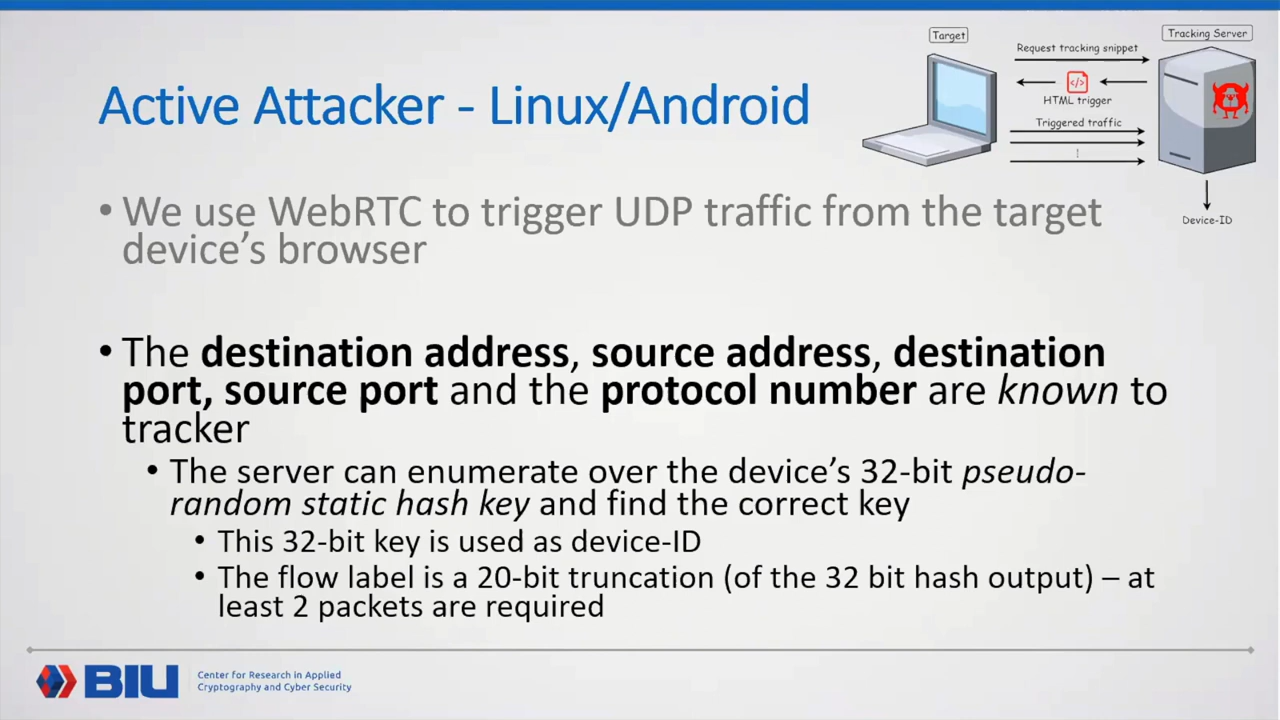 Target
Tracking Server
Request tracking snippet
</>
HTML trigger
Triggered traffic
Device-ID
Active Attacker - Linux/Android
• We use WebRTC to trigger UDP traffic from the target
device’s browser
• The destination address, source address, destination
port, source port and the protocol number are known to
tracker
• The server can enumerate over the device’s 32-bit pseudo-
random static hash key and find the correct key
• This 32-bit key is used as device-ID
• The flow label is a 20-bit truncation (of the 32 bit hash output) – at
least 2 packets are required
BIU
Center for Research in Applied
Cryptography and Cyber Security